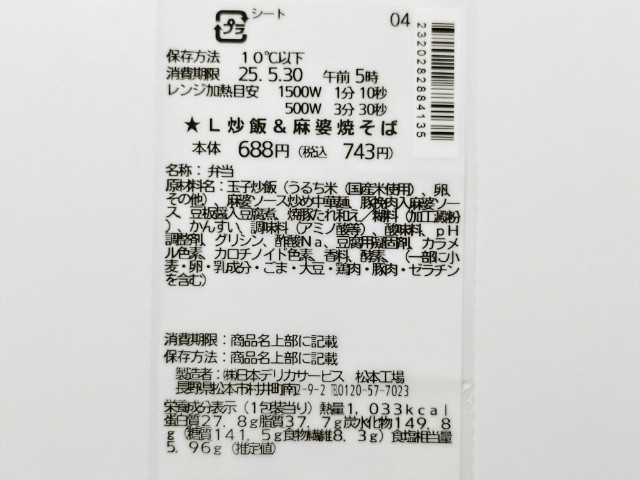 プラ シート 04
保存方法 10℃以下
消費期限 25.5.30 午前5時
レンジ加熱目安 1500W 1分10秒
500W 3分30秒
2320282884135
★L炒飯&麻婆焼そば
本体 688円(税込 743円)
名称:弁当
原材料名:玉子炒飯(うるち米(国産米使用)、卵、
その他)、麻婆ソース炒め中華麺、豚挽肉入麻婆ソー
ス、豆板醤入豆腐煮、焼豚たれ和え/糊料(加工澱粉
)、かんすい、調味料(アミノ酸等)、酸味料、pH
調整剤、グリシン、酢酸Na、豆腐用凝固剤、カラメ
ル色素、カロチノイド色素、香料、酵素、(一部に小
麦・卵・乳成分・ごま・大豆・鶏肉・豚肉・ゼラチン
を含む)
消費期限:商品名上部に記載
保存方法:商品名上部に記載
製造者:㈱日本デリカサービス 松本工場
長野県松本市村井町南2-9-2 ℡0120-57-7023
栄養成分表示(1包装当り)熱量1,033kcal
蛋白質27.8g脂質37.7g炭水化物149.8
g(糖質141.5g食物繊維8.3g)食塩相当量
5.96g(推定値)